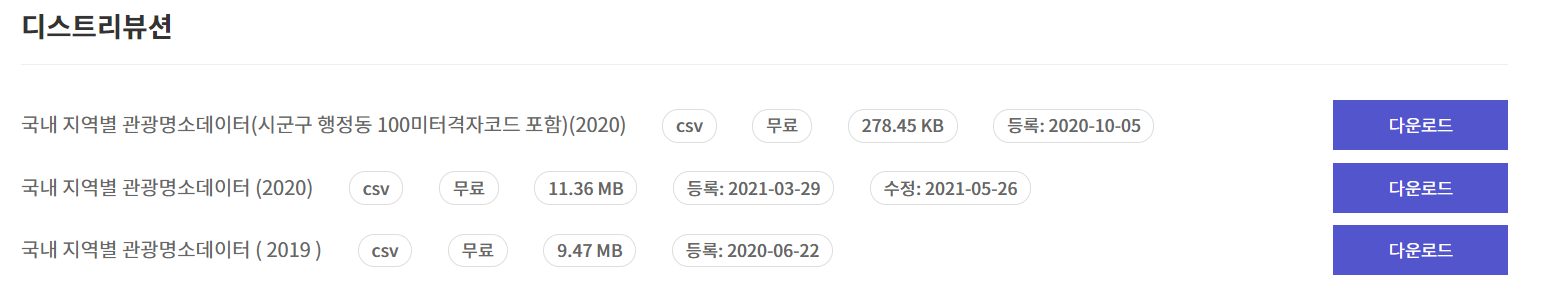 디스트리뷰션
국내 지역별 관광명소데이터(시군구 행정동 100미터격자코드 포함)(2020) csv 무료 278.45 KB 등록: 2020-10-05 다운로드
국내 지역별 관광명소데이터 (2020) csv 무료 11.36 MB 등록: 2021-03-29 수정: 2021-05-26 다운로드
국내 지역별 관광명소데이터 ( 2019 ) csv 무료 9.47 MB 등록: 2020-06-22 다운로드